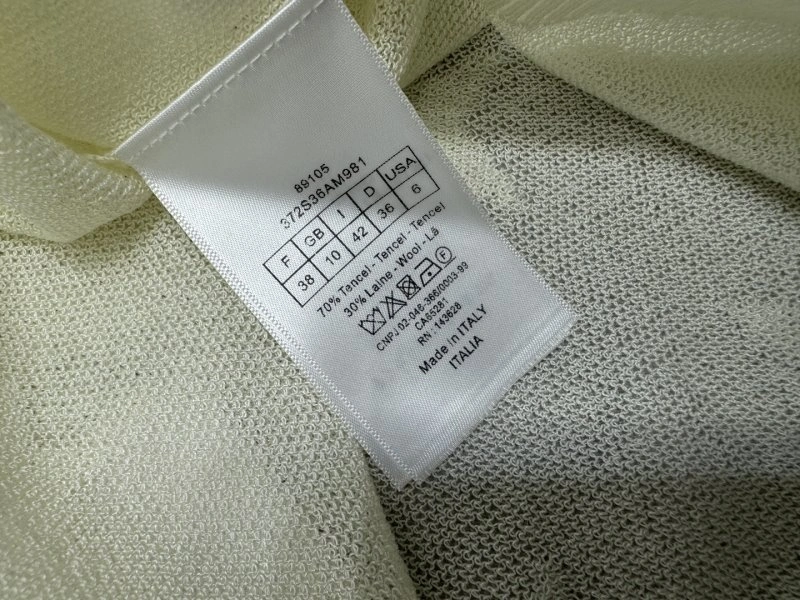 89105
372S36AM981
F GB I D USA
38 10 42 36 6
70% Tencel - Tencel - Tencel
30% Laine - Wool - Lã
F
CNPJ 02-046-366/0003-99
CA65281
RN : 143628
Made in ITALY
ITALIA